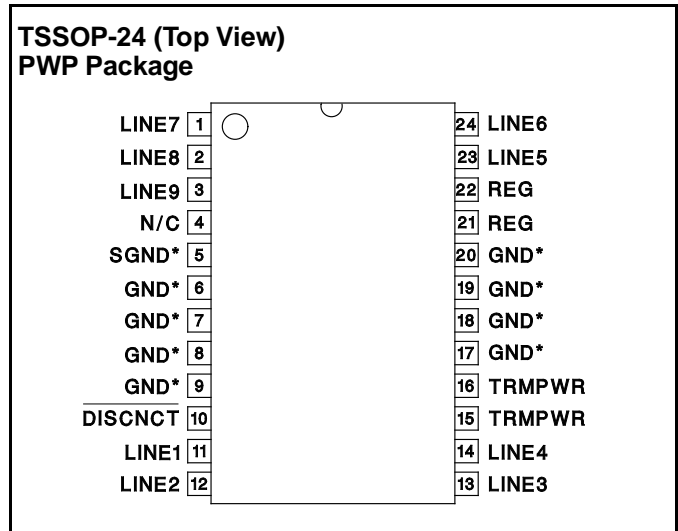 TSSOP-24 (Top View)
PWP Package
LINE7 1 24 LINE6
LINE8 2 23 LINE5
LINE9 3 22 REG
N/C 4 21 REG
SGND* 5 20 GND*
GND* 6 19 GND*
GND* 7 18 GND*
GND* 8 17 GND*
GND* 9 16 TRMPWR
DISCNCT 10 15 TRMPWR
LINE1 11 14 LINE4
LINE2 12 13 LINE3